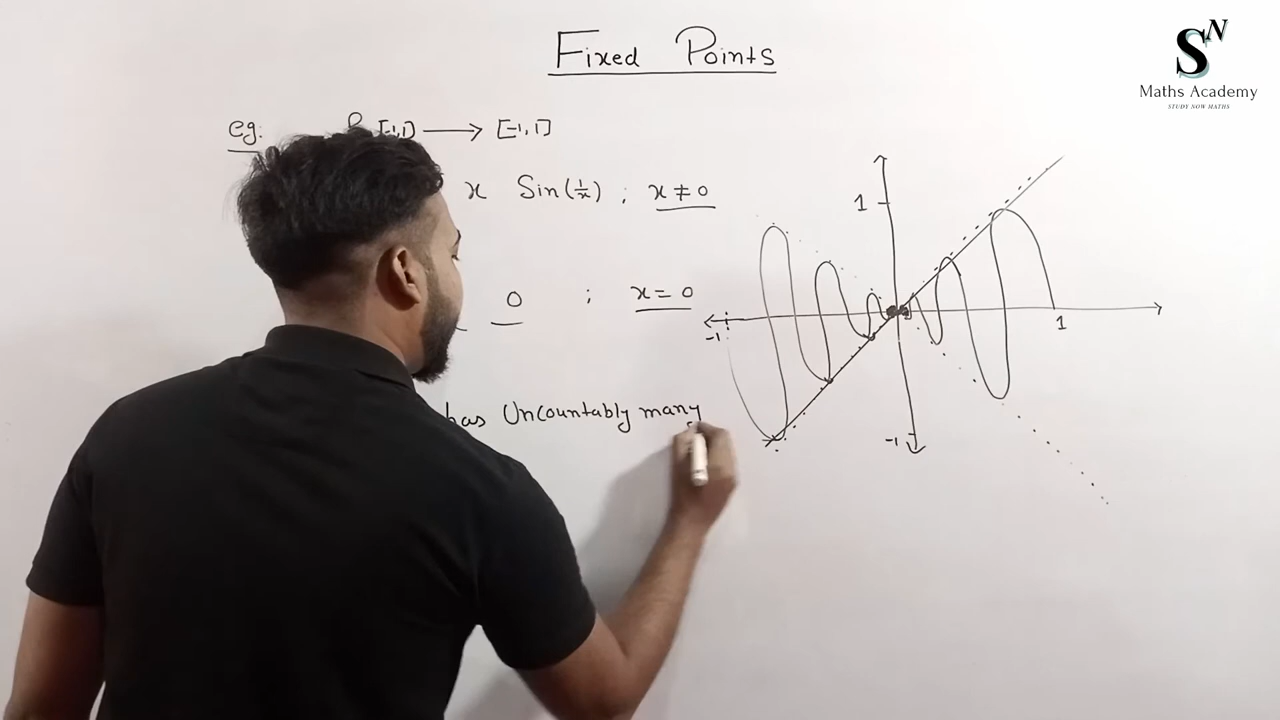 Fixed Points
SN
Maths Academy
STUDY NOW MATHS
eg: [-1,1] ⟶ [-1,1]
x Sin(1/x) ; x ≠ 0
0 ; x = 0
has Uncountably many
1
1
-1
-1